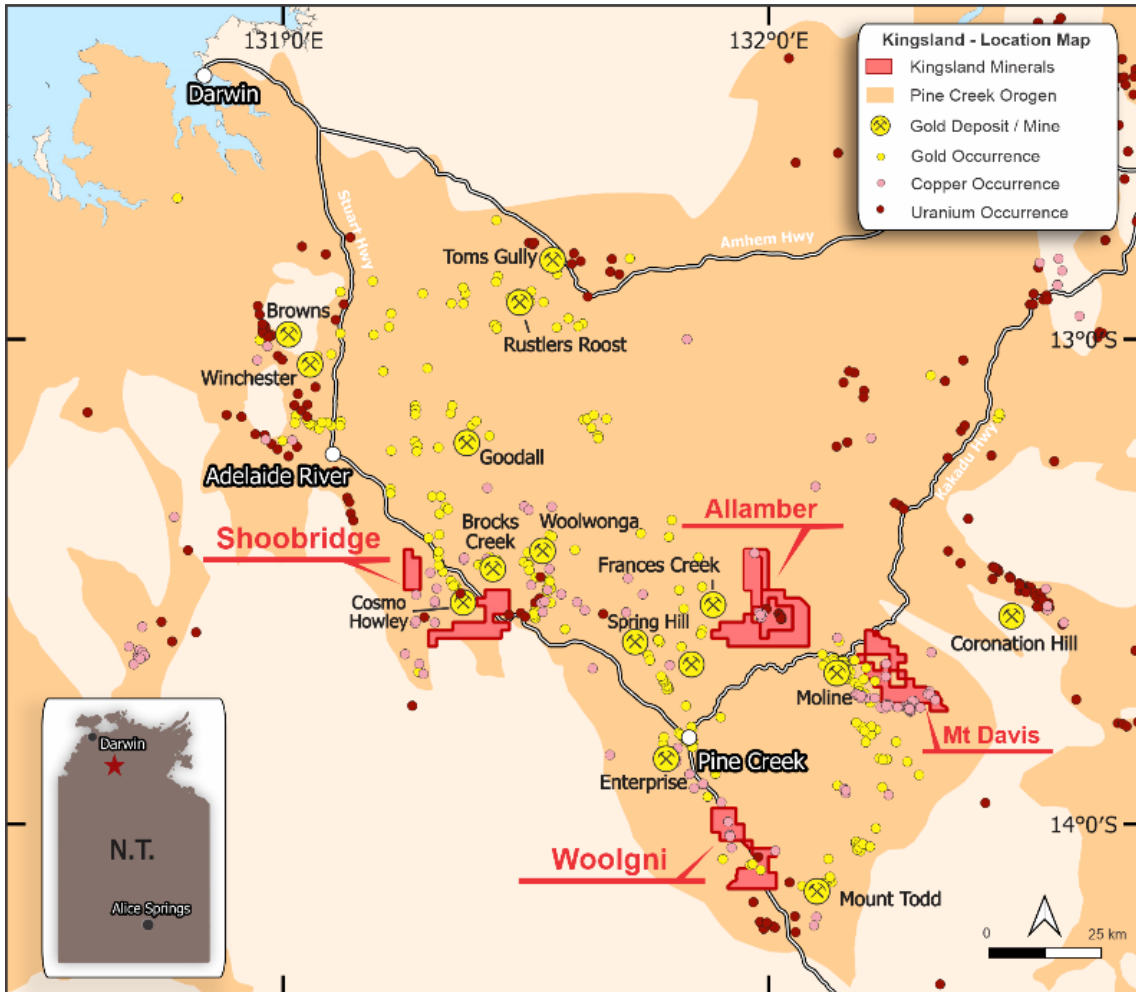 131°0'E
132°0'E
Kingsland - Location Map
Kingsland Minerals
Pine Creek Orogen
Gold Deposit / Mine
Gold Occurrence
Copper Occurrence
Uranium Occurrence
Darwin
Stuart Hwy
Arnhem Hwy
Toms Gully
Browns
Rustlers Roost
13°0'S
Winchester
Kakadu Hwy
Goodall
Adelaide River
Allamber
Brocks
Creek
Woolwonga
Shoobridge
Frances Creek
Cosmo
Howley
Spring Hill
Coronation Hill
Moline
Mt Davis
Pine Creek
Enterprise
14°0'S
Woolgni
Mount Todd
Darwin
N.T.
Alice Springs
0 25 km